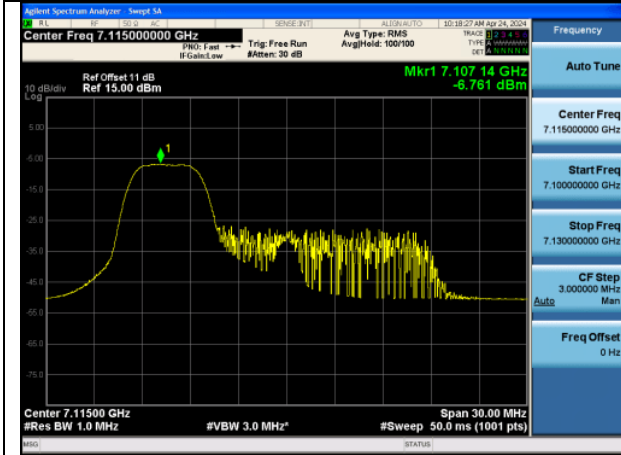 Agilent Spectrum Analyzer - Swept SA
RL RF 50 Ω AC SENSE:INT ALIGNAUTO 10:18:27 AM Apr 24, 2024
Center Freq 7.115000000 GHz
PNO: Fast
IFGain:Low
Trig: Free Run
#Atten: 30 dB
Avg Type: RMS
Avg|Hold: 100/100
TRACE 1 2 3 4 5 6
TYPE
DET A N N N N N
Frequency
Auto Tune
Center Freq
7.115000000 GHz
Start Freq
7.100000000 GHz
Stop Freq
7.130000000 GHz
CF Step
3.000000 MHz
Auto Man
Freq Offset
0 Hz
Mkr1 7.107 14 GHz
-6.761 dBm
Ref Offset 11 dB
10 dB/div Ref 15.00 dBm
Log
1
5.00
-5.00
-15.0
-25.0
-35.0
-45.0
-55.0
-65.0
-75.0
Center 7.11500 GHz Span 30.00 MHz
#Res BW 1.0 MHz #VBW 3.0 MHz* #Sweep 50.0 ms (1001 pts)
MSG STATUS